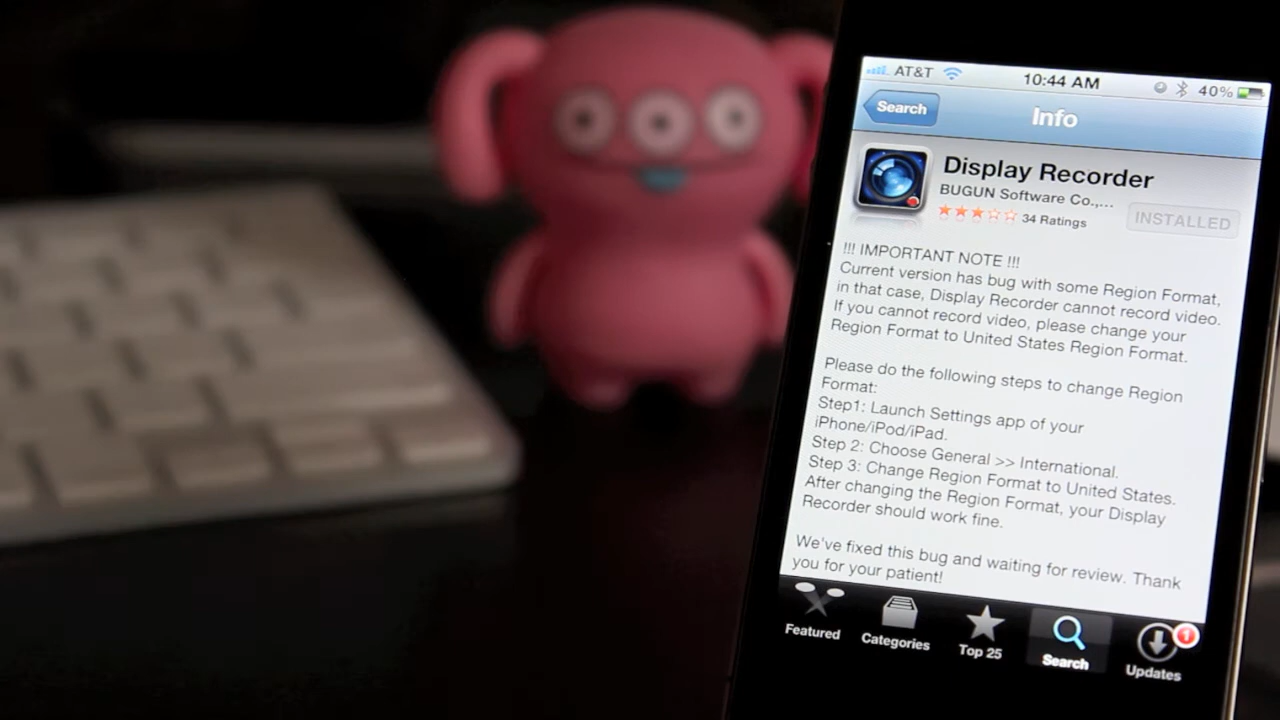 AT&T 10:44 AM 40%
Search Info
Display Recorder
BUGUN Software Co.,...
34 Ratings INSTALLED
!!! IMPORTANT NOTE !!!
Current version has bug with some Region Format,
in that case, Display Recorder cannot record video.
If you cannot record video, please change your
Region Format to United States Region Format.
Please do the following steps to change Region
Format:
Step1: Launch Settings app of your
iPhone/iPod/iPad.
Step 2: Choose General >> International.
Step 3: Change Region Format to United States.
After changing the Region Format, your Display
Recorder should work fine.
We've fixed this bug and waiting for review. Thank
you for your patient!
Featured Categories Top 25 Search Updates 1